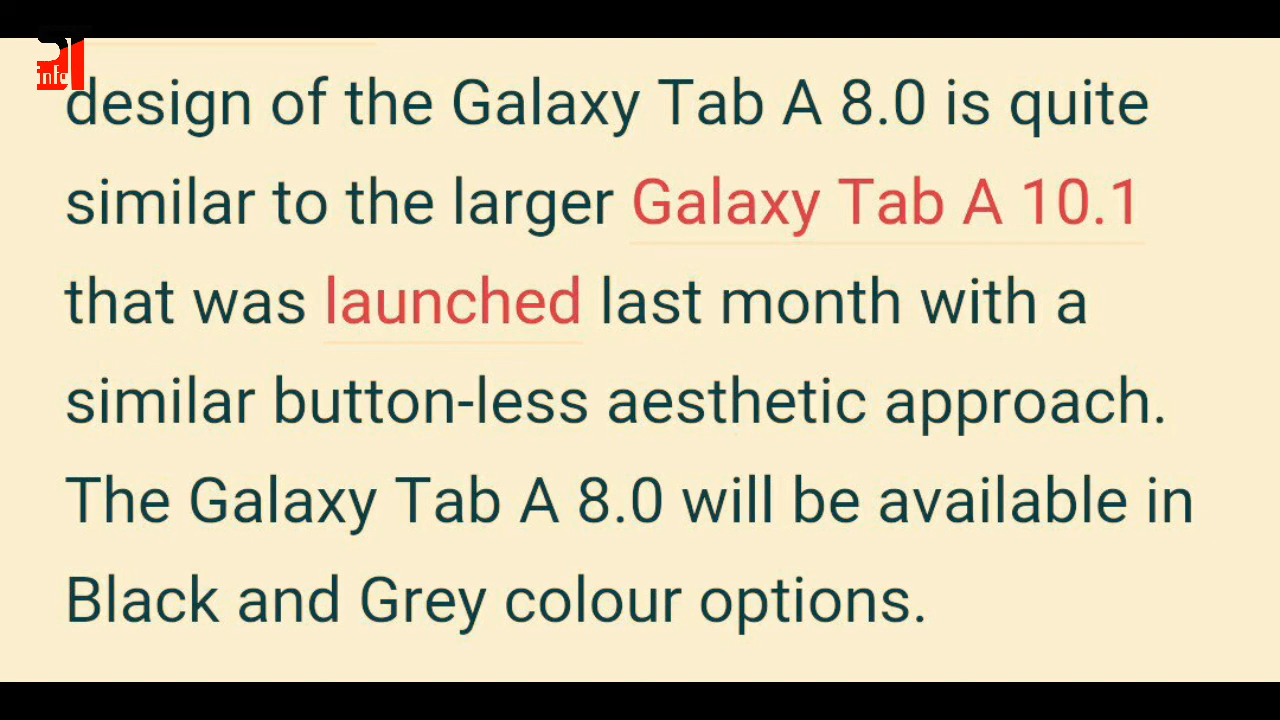 infe
design of the Galaxy Tab A 8.0 is quite
similar to the larger Galaxy Tab A 10.1
that was launched last month with a
similar button-less aesthetic approach.
The Galaxy Tab A 8.0 will be available in
Black and Grey colour options.